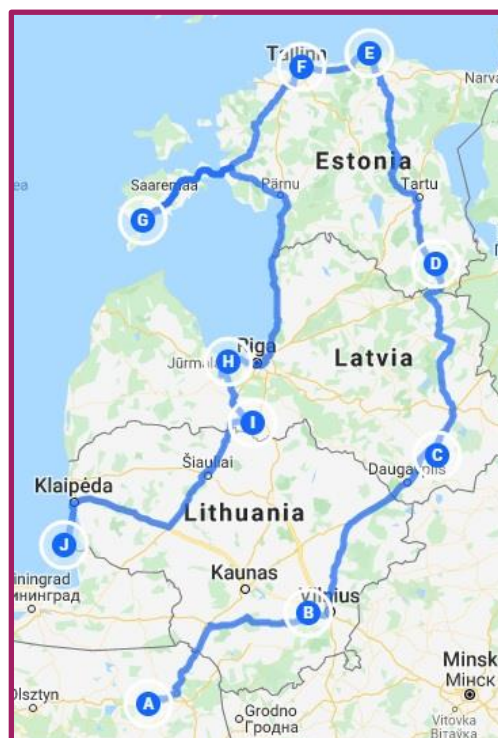 Tallinn
E
F
Narva
Estonia
Saaremaa
Pärnu
Tartu
G
D
H
Riga
Jūrmala
Latvia
I
C
Šiauliai
Daugavpils
Klaipėda
Lithuania
J
Kaunas
B
Vilnius
Minsk
Мінск
A
Olsztyn
Grodno
Гродна
Vitovka
Вітаўка